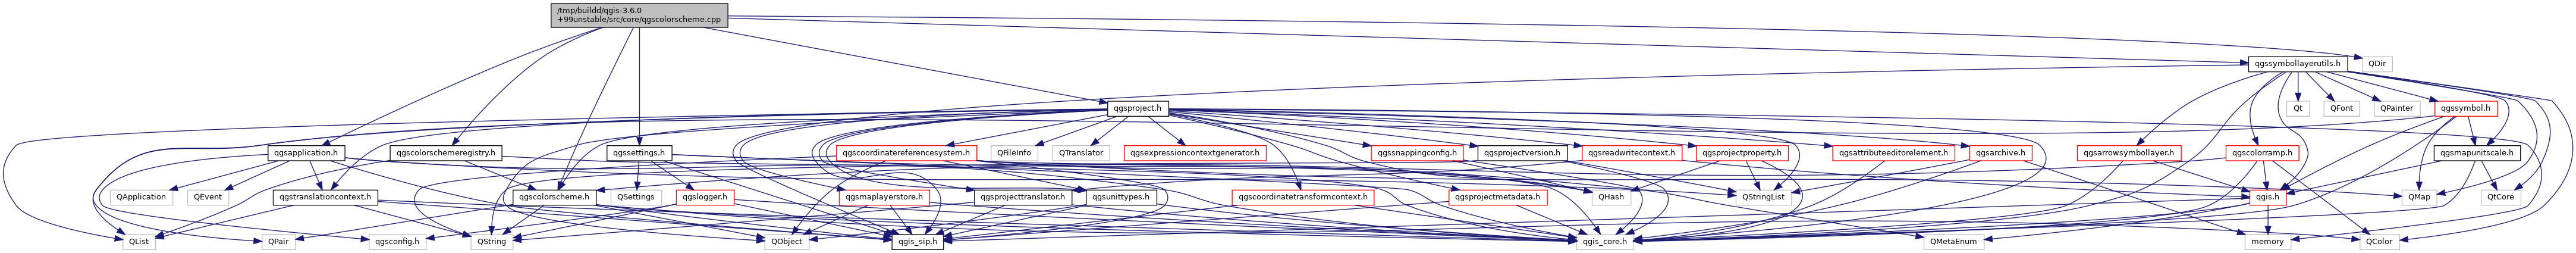 /tmp/buildd/qgis-3.6.0
+99unstable/src/core/qgscolorscheme.cpp
qgssymbollayerutils.h
QDir
qgsproject.h
Qt
QFont
QPainter
qgssymbol.h
qgsapplication.h
qgscolorschemeregistry.h
qgssettings.h
qgscoordinatereferencesystem.h
QFileInfo
QTranslator
qgsexpressioncontextgenerator.h
qgssnappingconfig.h
qgsprojectversion.h
qgsreadwritecontext.h
qgsprojectproperty.h
qgsattributeeditorelement.h
qgsarchive.h
qgsarrowsymbollayer.h
qgscolorramp.h
qgsmapunitscale.h
QApplication
QEvent
qgstranslationcontext.h
qgscolorscheme.h
QSettings
qgslogger.h
qgsmaplayerstore.h
qgsprojecttranslator.h
qgsunittypes.h
qgscoordinatetransformcontext.h
qgsprojectmetadata.h
QHash
QStringList
qgis.h
QMap
QtCore
QList
QPair
qgsconfig.h
QString
QObject
qgis_sip.h
qgis_core.h
QMetaEnum
memory
QColor